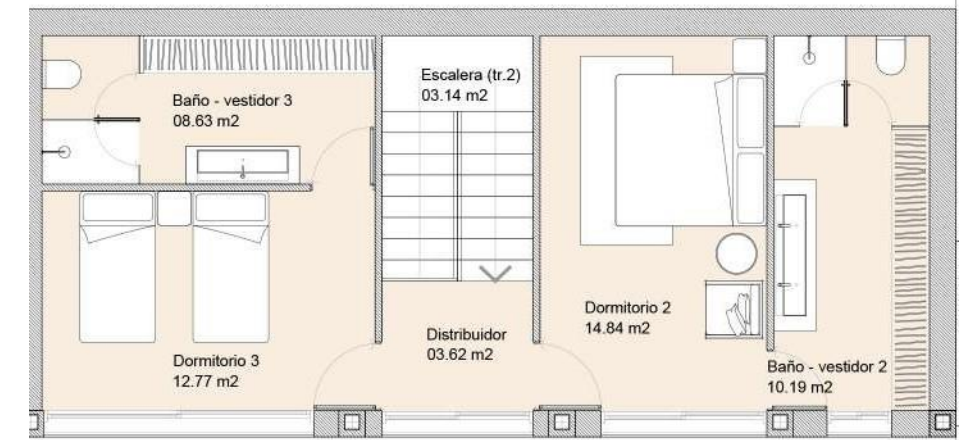 Baño - vestidor 3
08.63 m2
Escalera (tr.2)
03.14 m2
Dormitorio 3
12.77 m2
Distribuidor
03.62 m2
Dormitorio 2
14.84 m2
Baño - vestidor 2
10.19 m2